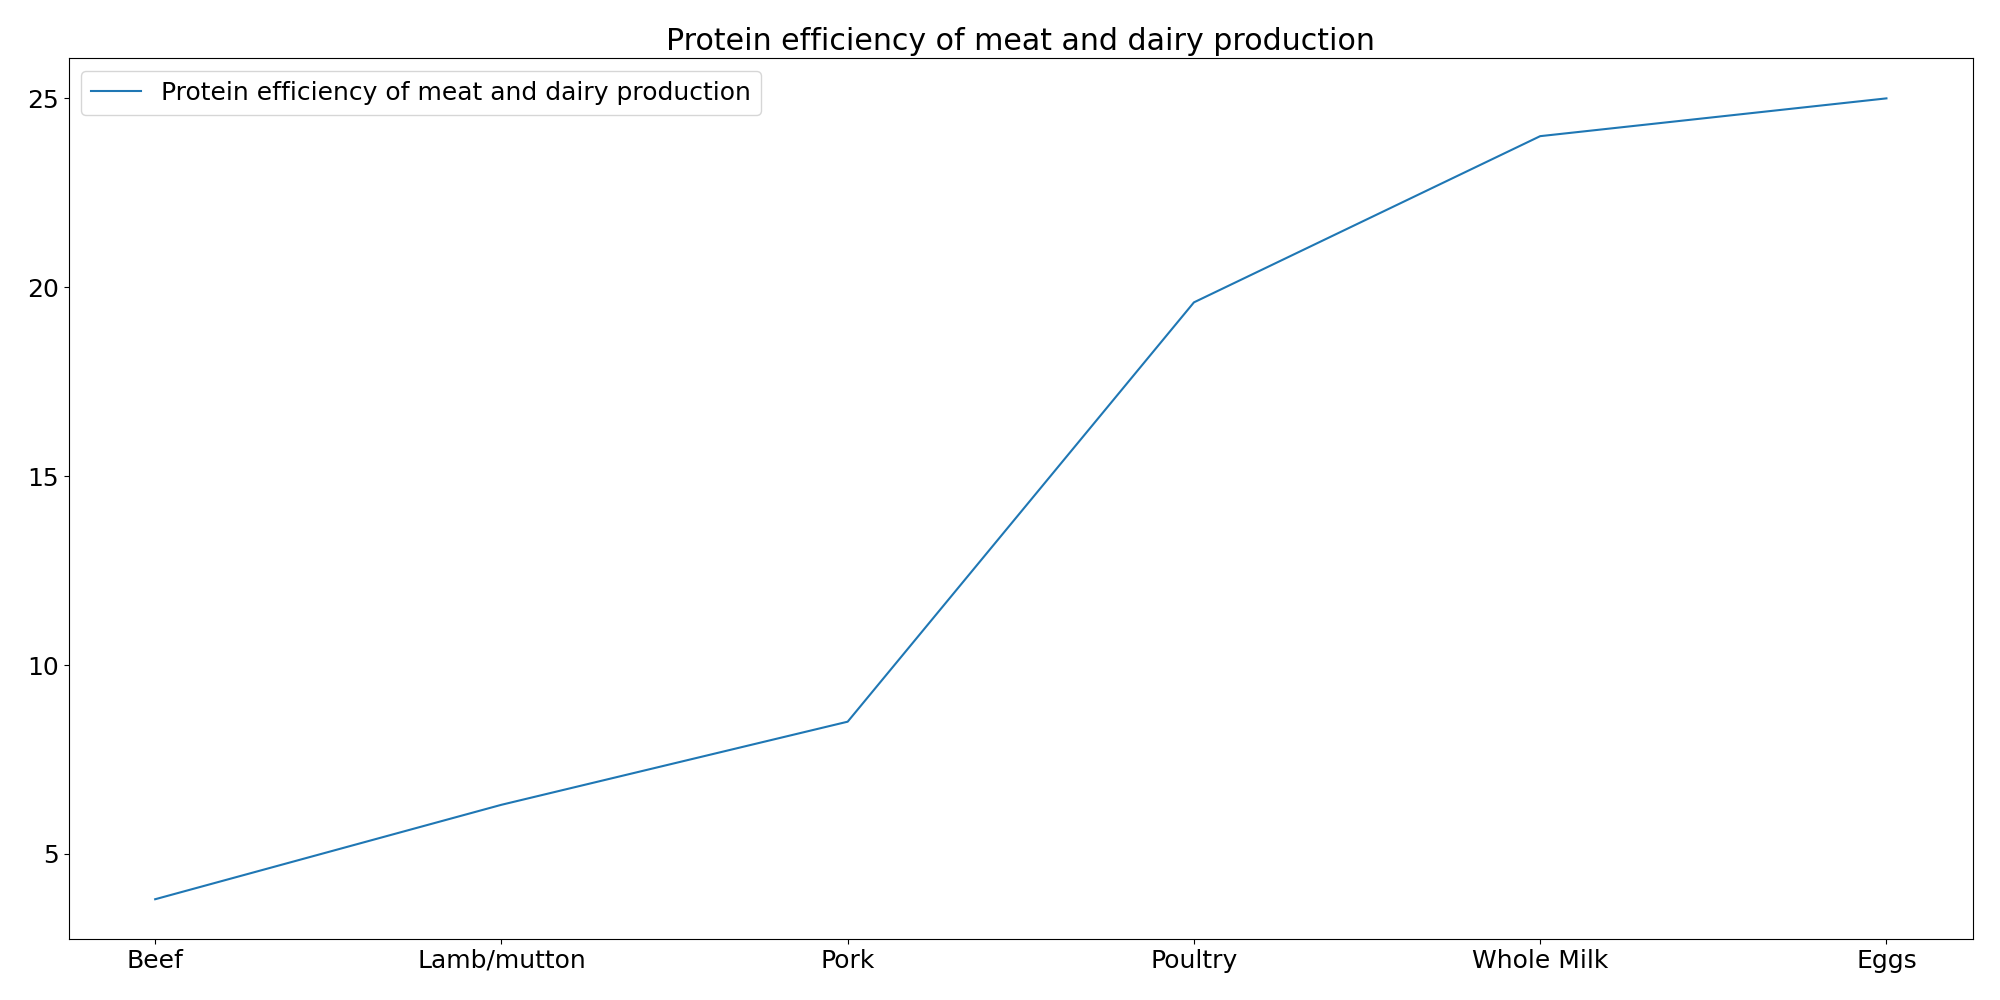 Protein efficiency of meat and dairy production
Protein efficiency of meat and dairy production
25
20
15
10
5
Beef Lamb/mutton Pork Poultry Whole Milk Eggs